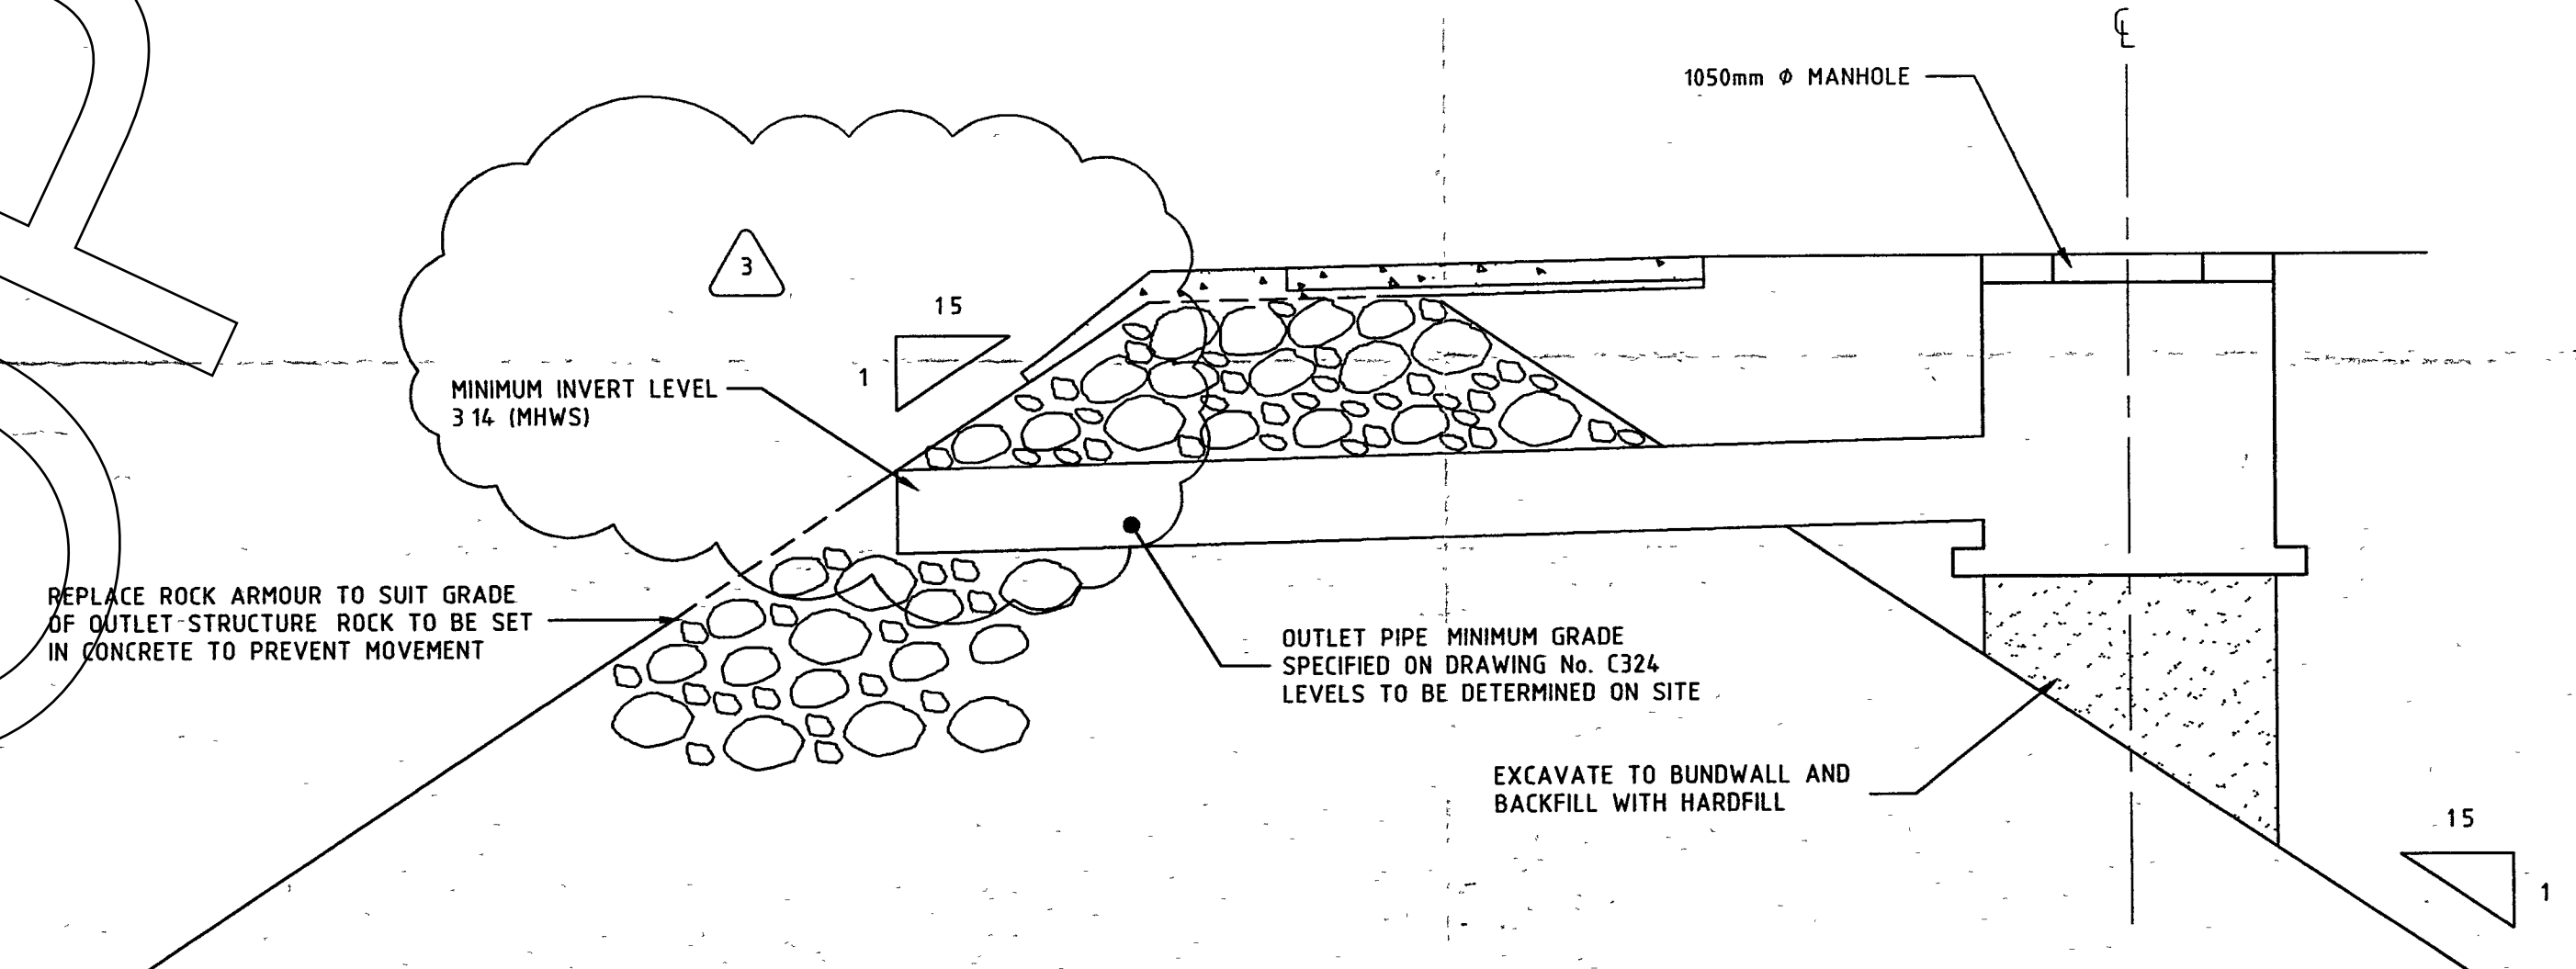 ℄
1050mm Ø MANHOLE
3
15
1
MINIMUM INVERT LEVEL
3 14 (MHWS)
REPLACE ROCK ARMOUR TO SUIT GRADE
OF OUTLET STRUCTURE ROCK TO BE SET
IN CONCRETE TO PREVENT MOVEMENT
OUTLET PIPE MINIMUM GRADE
SPECIFIED ON DRAWING No. C324
LEVELS TO BE DETERMINED ON SITE
EXCAVATE TO BUNDWALL AND
BACKFILL WITH HARDFILL
15
1